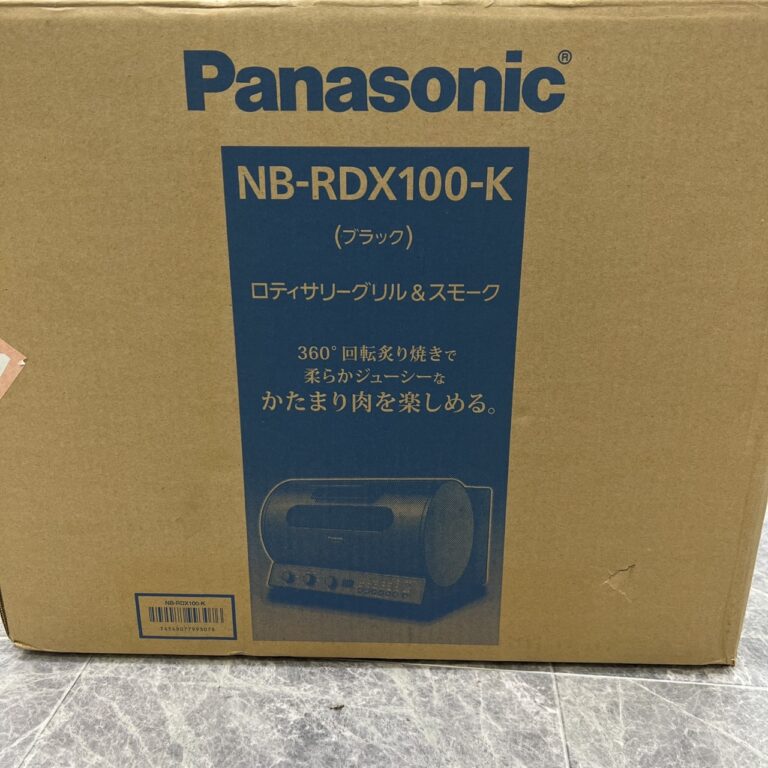 Panasonic®
NB-RDX100-K
(ブラック)
ロティサリーグリル&スモーク
360°回転炙り焼きで
柔らかジューシーな
かたまり肉を楽しめる。
Panasonic
NB-RDX100-K